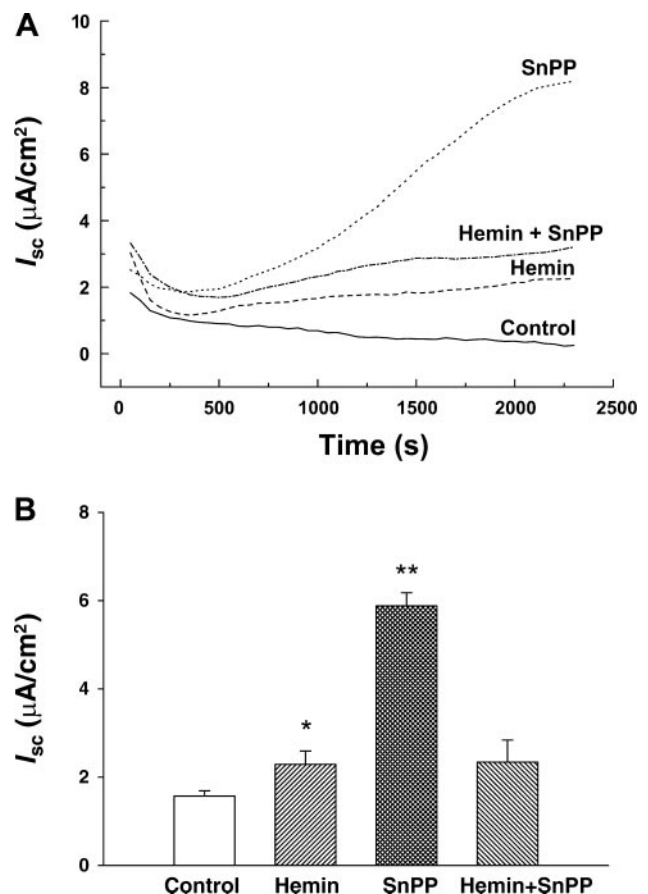 A
10
8
6
4
2
0
Isc (μA/cm²)
SnPP
Hemin + SnPP
Hemin
Control
0 500 1000 1500 2000 2500
Time (s)
B
8
6
4
2
0
Isc (μA/cm²)
*
**
Control Hemin SnPP Hemin+SnPP